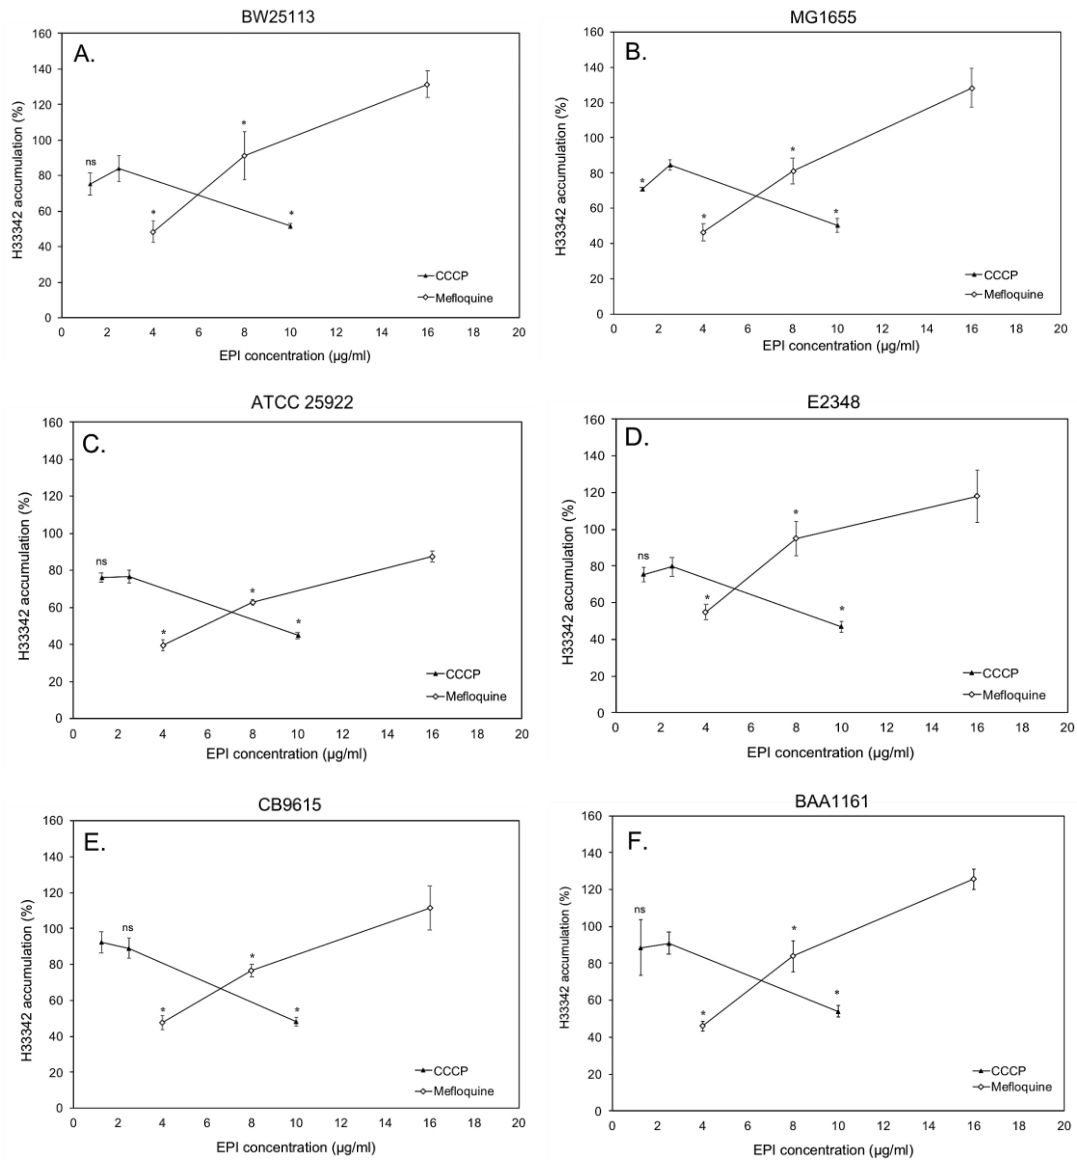 BW25113
A.
H33342 accumulation (%)
160
140
120
100
80
60
40
20
0
ns
*
*
*
CCCP
Mefloquine
0 2 4 6 8 10 12 14 16 18 20
EPI concentration (µg/ml)
MG1655
B.
H33342 accumulation (%)
160
140
120
100
80
60
40
20
0
*
*
*
*
CCCP
Mefloquine
0 2 4 6 8 10 12 14 16 18 20
EPI concentration (µg/ml)
ATCC 25922
C.
H33342 accumulation (%)
160
140
120
100
80
60
40
20
0
ns
*
*
*
CCCP
Mefloquine
0 2 4 6 8 10 12 14 16 18 20
EPI concentration (µg/ml)
E2348
D.
H33342 accumulation (%)
160
140
120
100
80
60
40
20
0
ns
*
*
*
CCCP
Mefloquine
0 2 4 6 8 10 12 14 16 18 20
EPI concentration (µg/ml)
CB9615
E.
H33342 accumulation (%)
160
140
120
100
80
60
40
20
0
ns
*
*
*
CCCP
Mefloquine
0 2 4 6 8 10 12 14 16 18 20
EPI concentration (µg/ml)
BAA1161
F.
H33342 accumulation (%)
160
140
120
100
80
60
40
20
0
ns
*
*
*
CCCP
Mefloquine
0 2 4 6 8 10 12 14 16 18 20
EPI concentration (µg/ml)